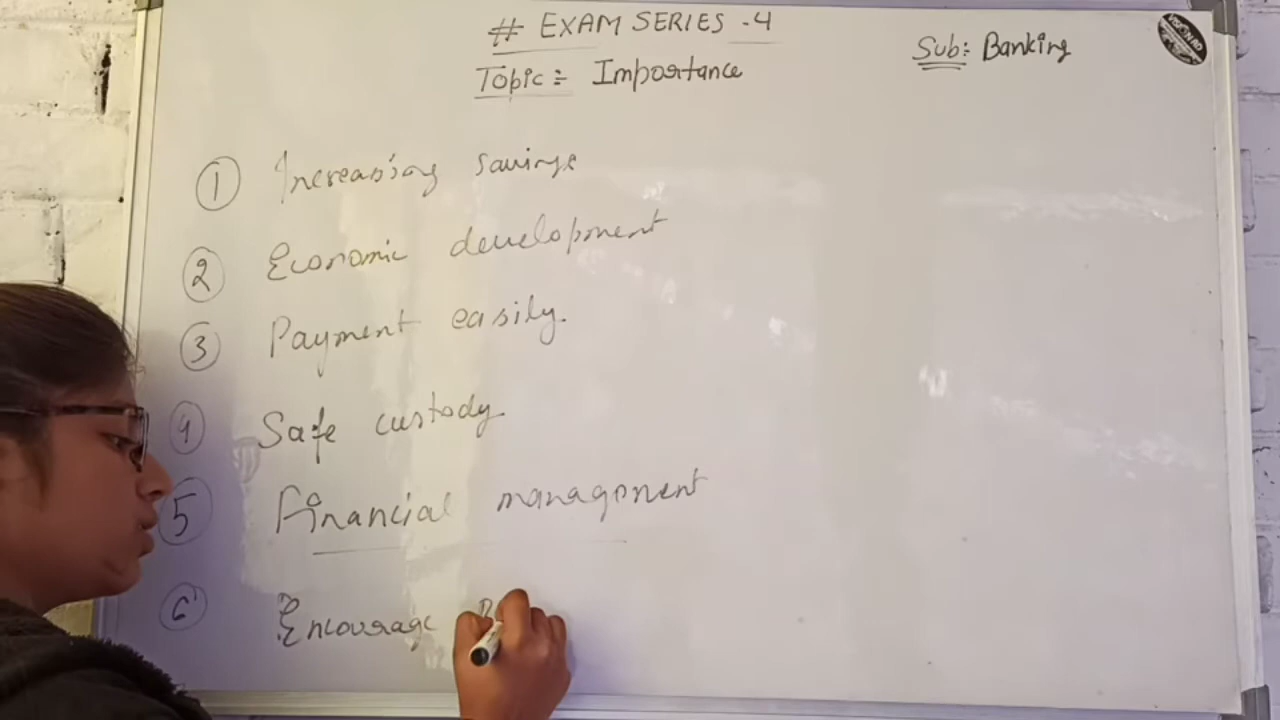 # EXAM SERIES - 4
Topic := Importance
Sub:- Banking
① Increasing savings
② Economic development
③ Payment easily.
④ Safe custody
⑤ Financial management
⑥ Encourage